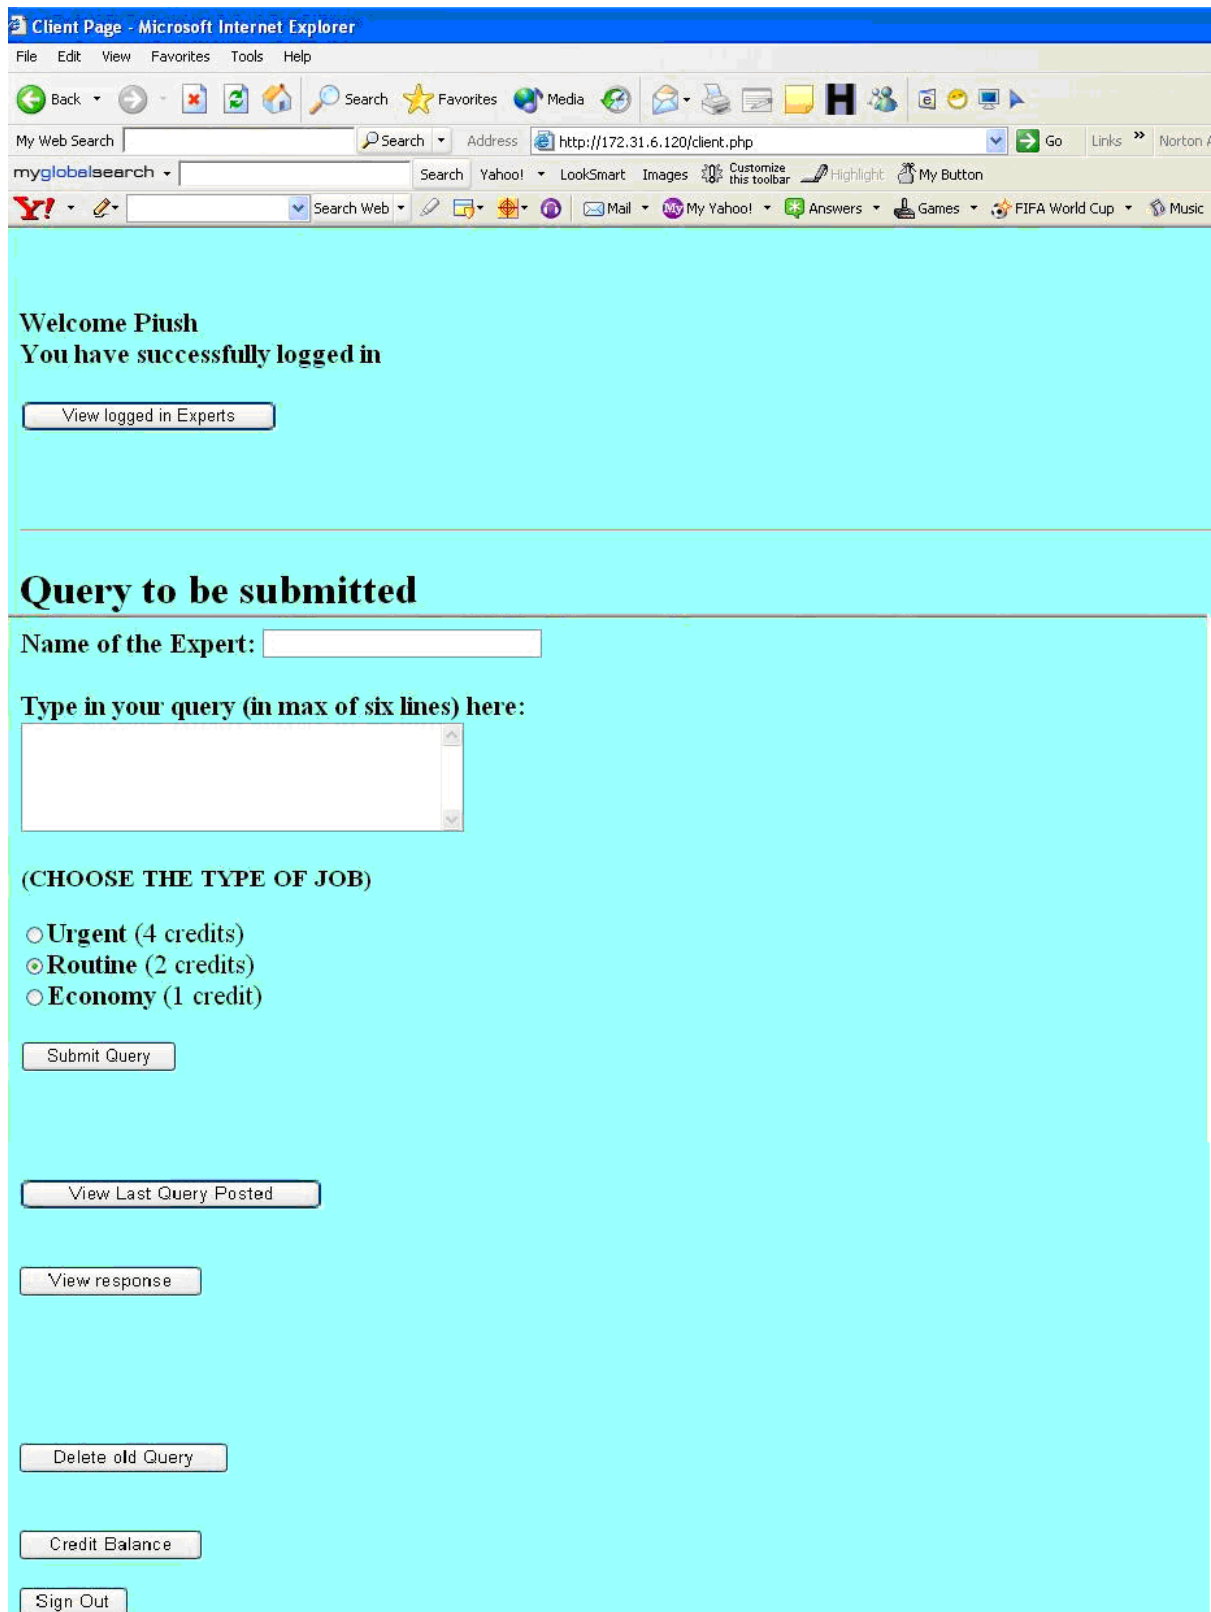 Client Page - Microsoft Internet Explorer
File Edit View Favorites Tools Help
Back Search Favorites Media
My Web Search Search Address http://172.31.6.120/client.php Go Links » Norton
myglobalsearch Search Yahoo! LookSmart Images Customize this toolbar Highlight My Button
Y! Search Web Mail My My Yahoo! Answers Games FIFA World Cup Music
Welcome Piush
You have successfully logged in
View logged in Experts
Query to be submitted
Name of the Expert:
Type in your query (in max of six lines) here:
(CHOOSE THE TYPE OF JOB)
Urgent (4 credits)
Routine (2 credits)
Economy (1 credit)
Submit Query
View Last Query Posted
View response
Delete old Query
Credit Balance
Sign Out